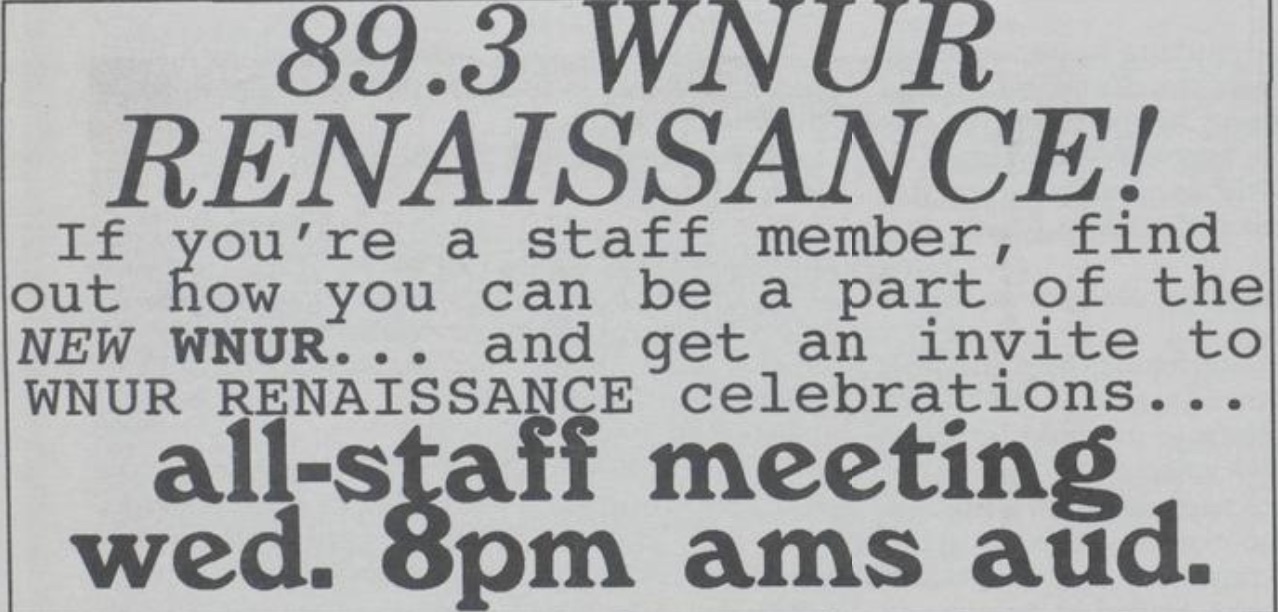 89.3 WNUR
RENAISSANCE!
If you're a staff member, find
out how you can be a part of the
NEW WNUR... and get an invite to
WNUR RENAISSANCE celebrations...
all-staff meeting
wed. 8pm ams aud.